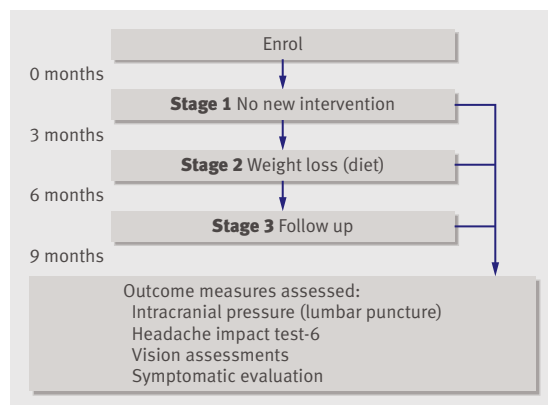 Enrol
0 months
Stage 1 No new intervention
3 months
Stage 2 Weight loss (diet)
6 months
Stage 3 Follow up
9 months
Outcome measures assessed:
Intracranial pressure (lumbar puncture)
Headache impact test-6
Vision assessments
Symptomatic evaluation